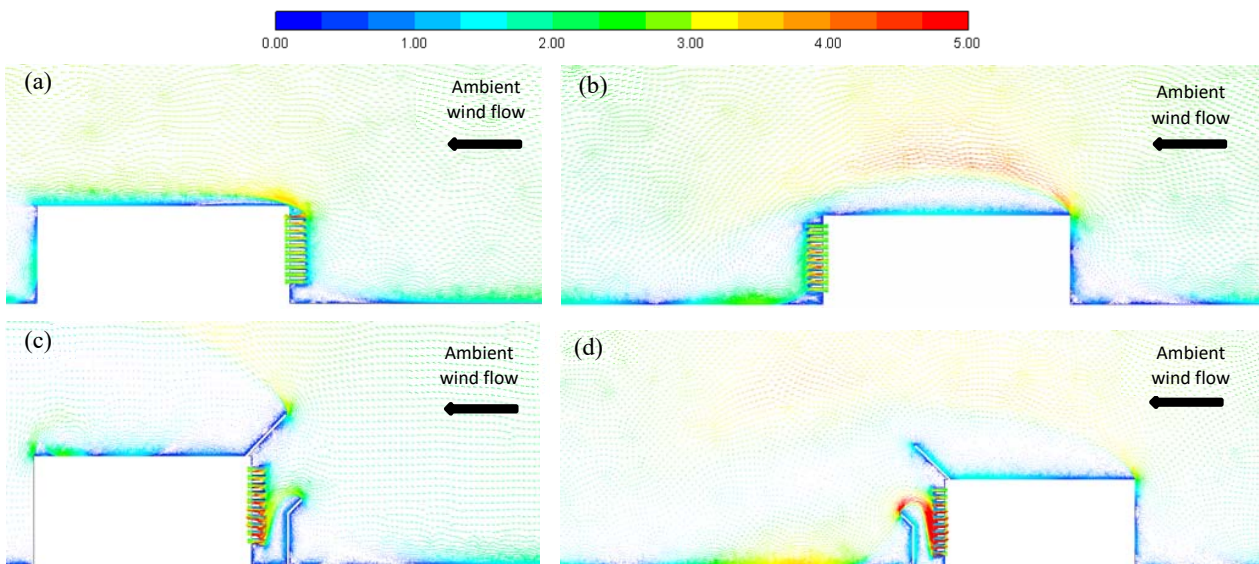 0.00 1.00 2.00 3.00 4.00 5.00
(a)
Ambient
wind flow
(b)
Ambient
wind flow
(c)
Ambient
wind flow
(d)
Ambient
wind flow